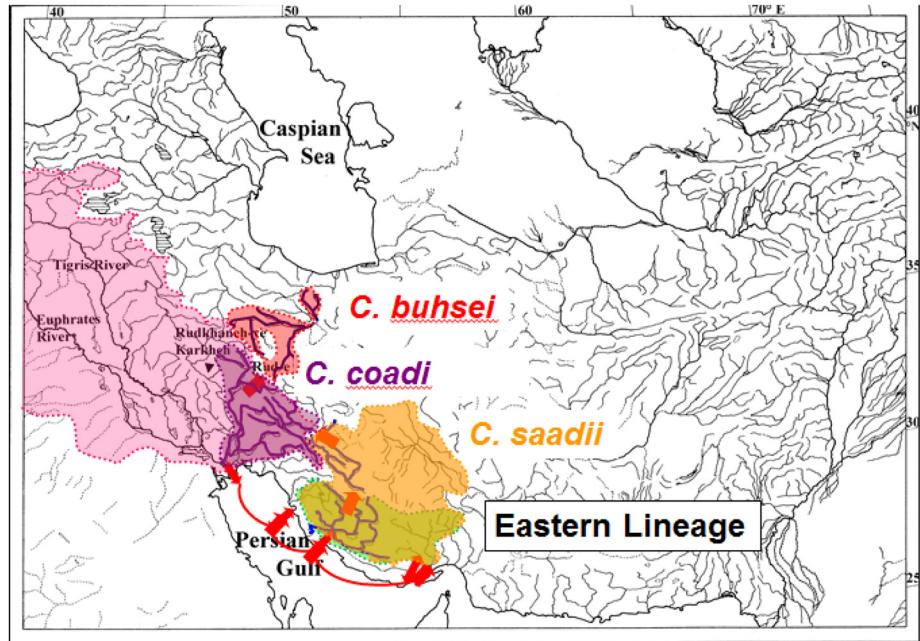 40
50
60
70° E
Caspian
Sea
40
°N
35
Tigris River
Euphrates
River
C. buhsei
Rudkhaneh-ye
Karkheh
Rud-e
C. coadi
C. saadii
30
Eastern Lineage
Persian
Gulf
25